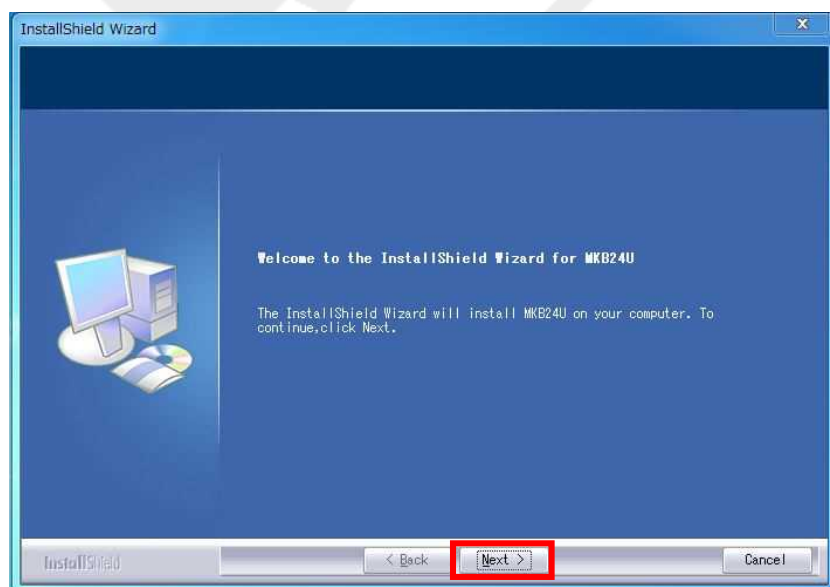 InstallShield Wizard
X
Welcome to the InstallShield Wizard for MKB24U
The InstallShield Wizard will install MKB24U on your computer. To
continue,click Next.
InstallShield
< Back
Next >
Cancel